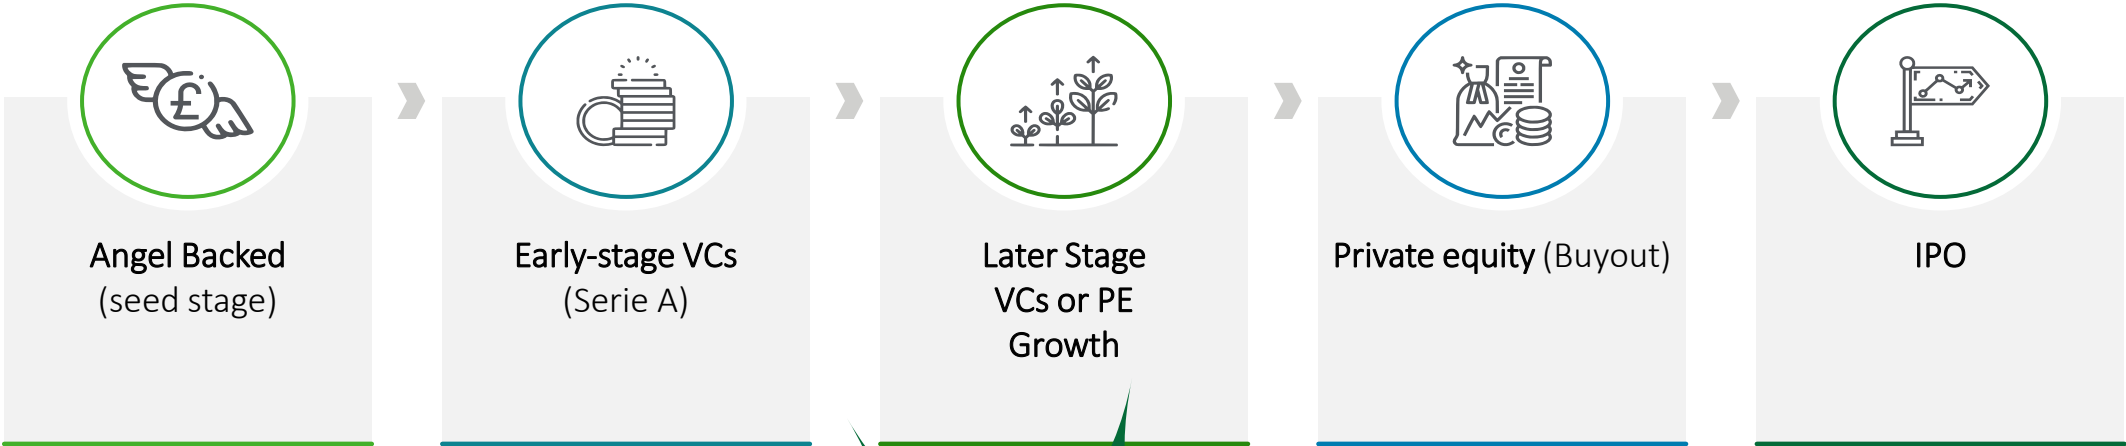 Angel Backed
(seed stage)
Early-stage VCs
(Serie A)
Later Stage
VCs or PE
Growth
Private equity (Buyout)
IPO